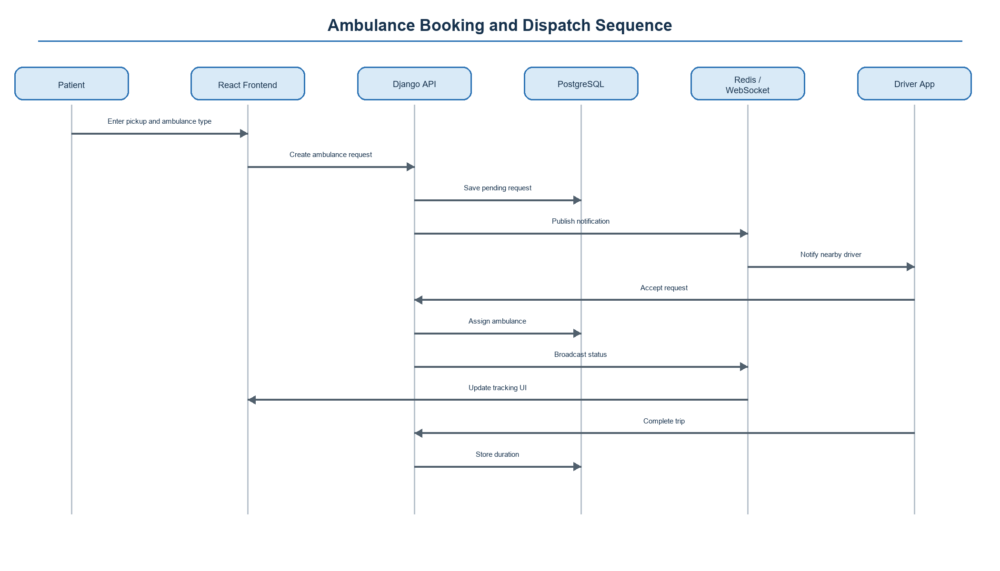 Ambulance Booking and Dispatch Sequence
Patient
React Frontend
Django API
PostgreSQL
Redis /
WebSocket
Driver App
Enter pickup and ambulance type
Create ambulance request
Save pending request
Publish notification
Notify nearby driver
Accept request
Assign ambulance
Broadcast status
Update tracking UI
Complete trip
Store duration